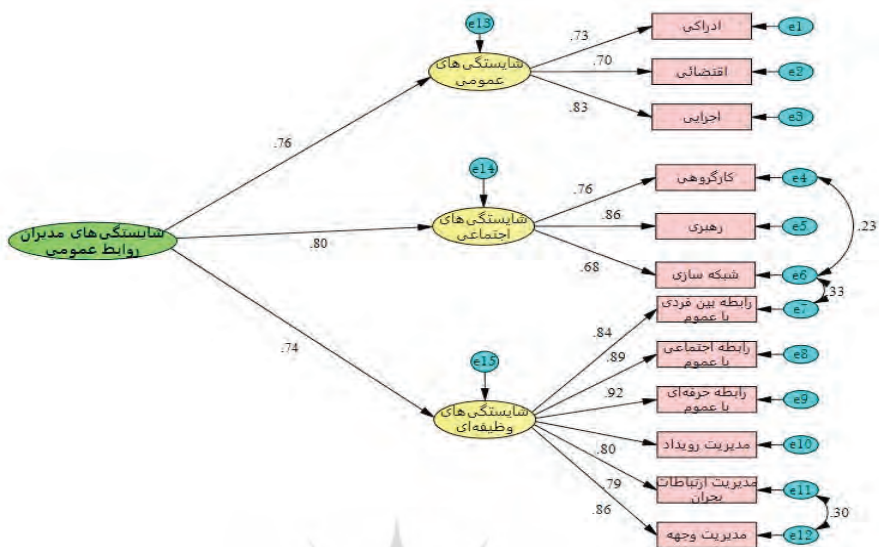 e13
شایستگی‌های
عمومی
.73
ادراکی
e1
.70
اقتضائی
e2
.83
اجرایی
e3
.76
e14
شایستگی‌های
اجتماعی
.76
کارگروهی
e4
.86
رهبری
e5
.68
شبکه سازی
e6
.23
.33
شایستگی‌های مدیران
روابط عمومی
.80
.74
e15
شایستگی‌های
وظیفه‌ای
.84
رابطه بین فردی
با عموم
e7
.89
رابطه اجتماعی
با عموم
e8
.92
رابطه حرفه‌ای
با عموم
e9
.80
مدیریت رویداد
e10
.79
مدیریت ارتباطات
بحران
e11
.86
مدیریت وجهه
e12
.30